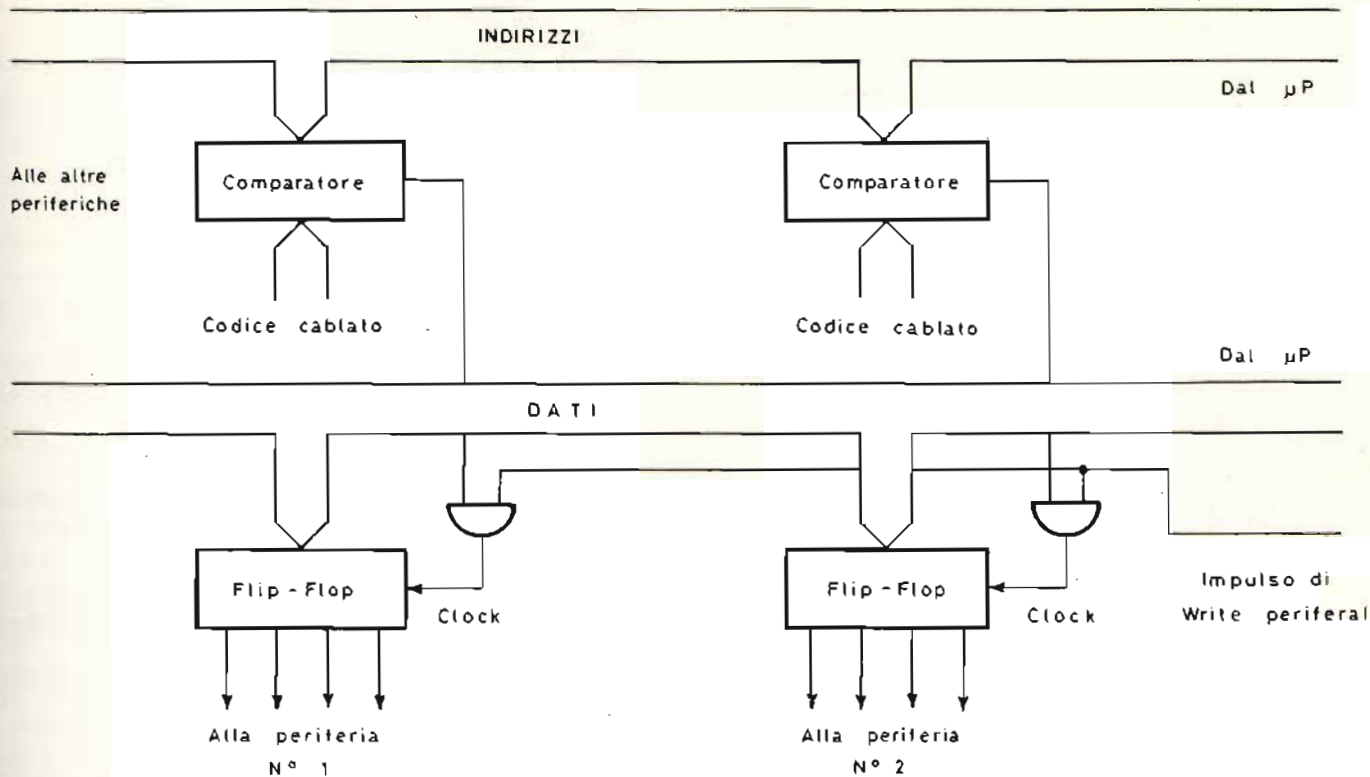 INDIRIZZI
Dal µP
Alle altre
periferiche
Comparatore
Comparatore
Codice cablato
Codice cablato
Dal µP
DATI
Flip-Flop
Clock
Flip-Flop
Clock
Impulso di
Write periferal
Alla periferia
N° 1
Alla periferia
N° 2